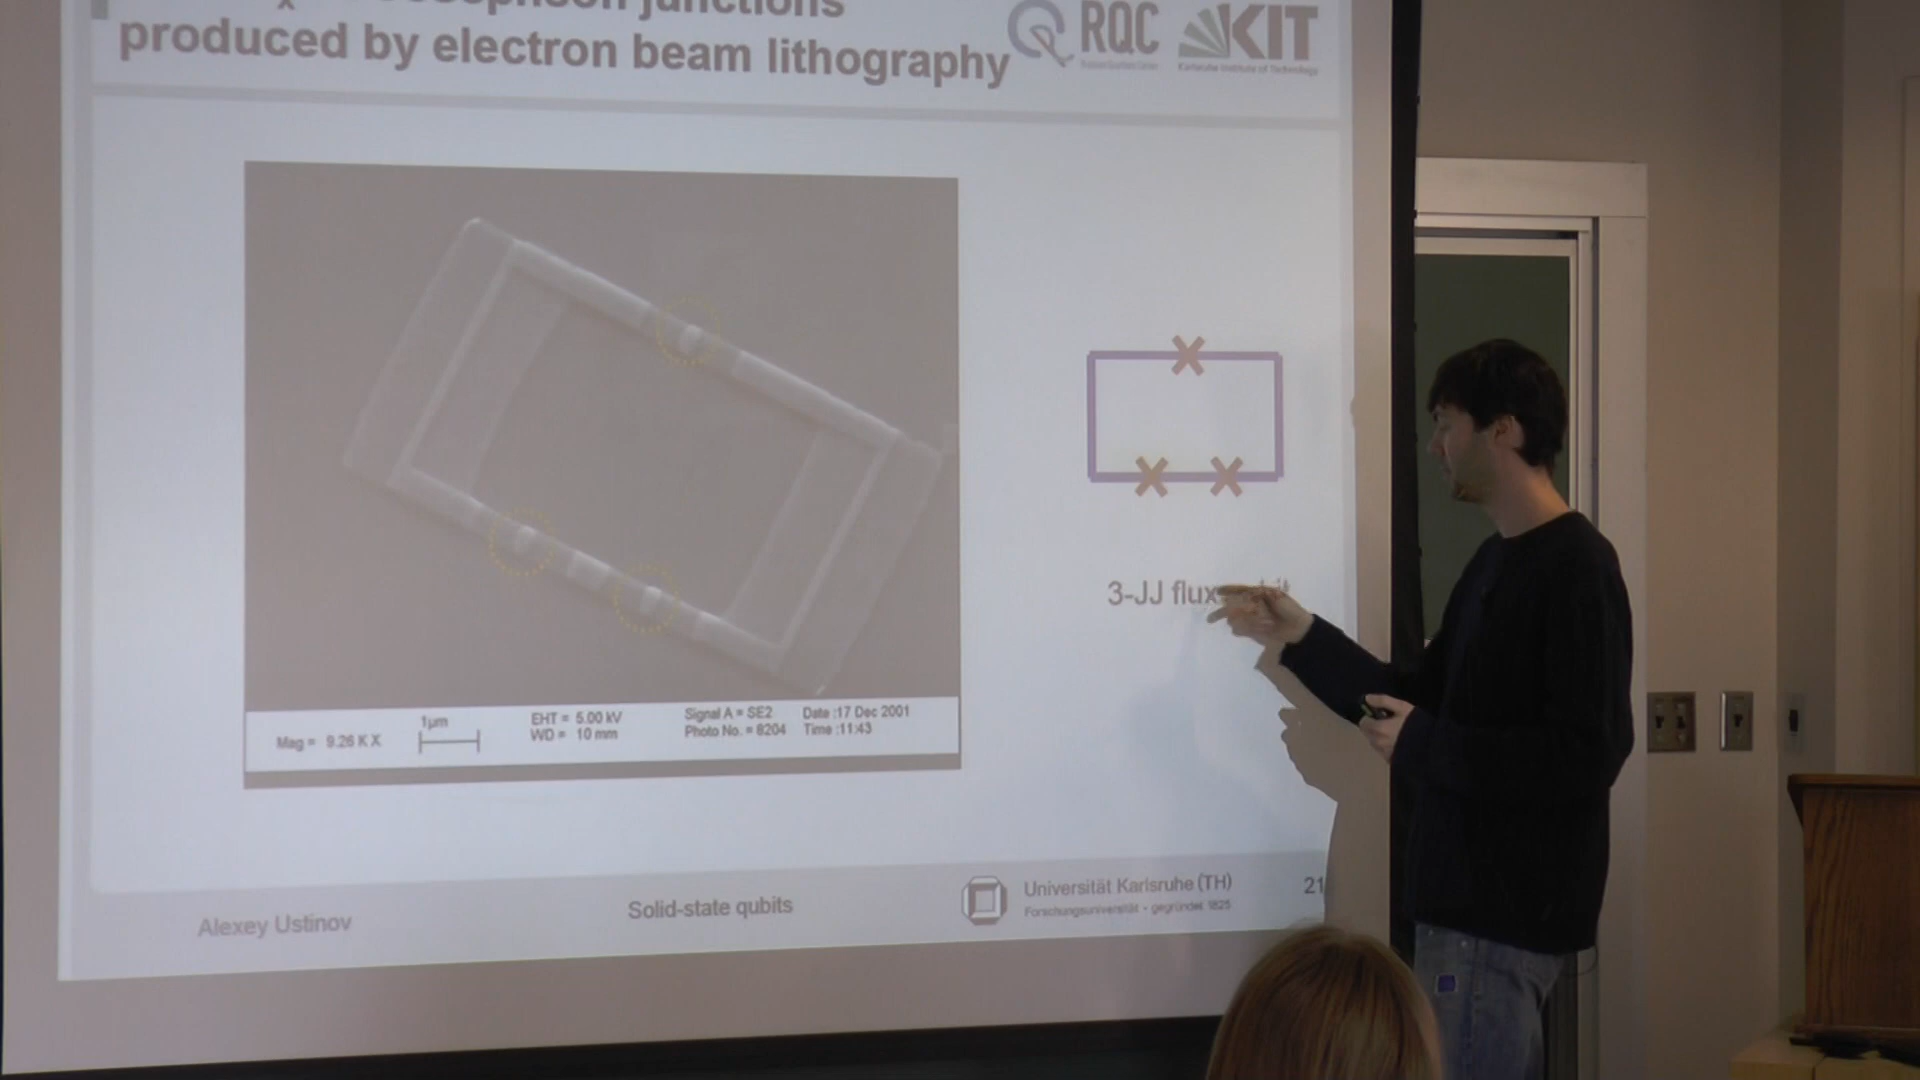 junctions
produced by electron beam lithography
RQC
KIT
Karlsruhe Institute of Technology
3-JJ flux
Mag = 9.26 K X
1µm
EHT = 5.00 kV
WD = 10 mm
Signal A = SE2
Photo No. = 8204
Date :17 Dec 2001
Time :11:43
Alexey Ustinov
Solid-state qubits
Universität Karlsruhe (TH)
Forschungsuniversität - gegründet 1825
21